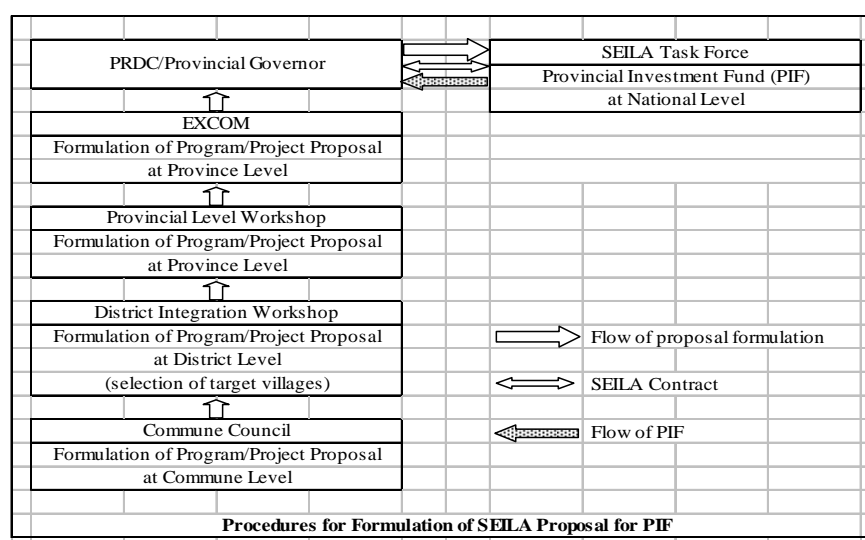 PRDC/Provincial Governor
SEILA Task Force
Provincial Investment Fund (PIF)
at National Level
EXCOM
Formulation of Program/Project Proposal
at Province Level
Provincial Level Workshop
Formulation of Program/Project Proposal
at Province Level
District Integration Workshop
Formulation of Program/Project Proposal
at District Level
(selection of target villages)
Commune Council
Formulation of Program/Project Proposal
at Commune Level
Flow of proposal formulation
SEILA Contract
Flow of PIF
Procedures for Formulation of SEILA Proposal for PIF